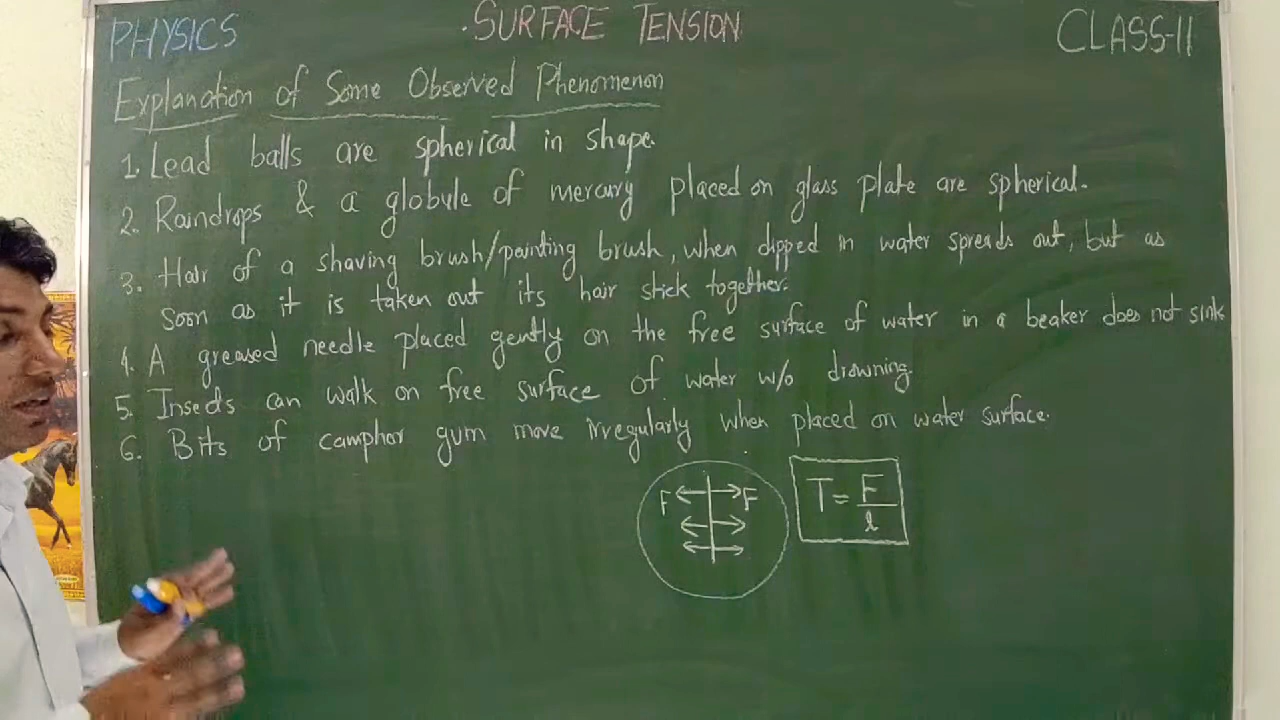 PHYSICS
.SURFACE TENSION
CLASS-11
Explanation of Some Observed Phenomenon
1. Lead balls are spherical in shape.
2. Raindrops & a globule of mercury placed on glass plate are spherical.
3. Hair of a shaving brush/painting brush, when dipped in water spreads out, but as
soon as it is taken out its hair stick together.
4. A greased needle placed gently on the free surface of water in a beaker does not sink
5. Insects can walk on free surface of water w/o drowning.
6. Bits of camphor gum move irregularly when placed on water surface.
F F
T = F/l